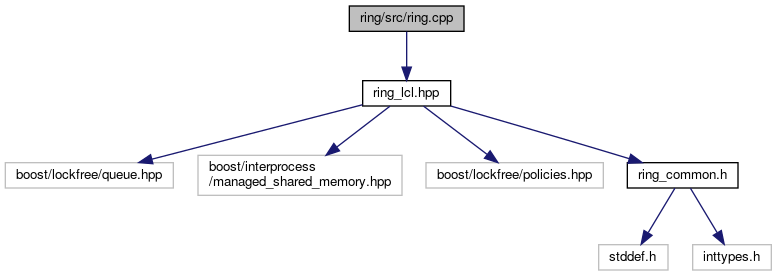 ring/src/ring.cpp
ring_lcl.hpp
boost/lockfree/queue.hpp
boost/interprocess
/managed_shared_memory.hpp
boost/lockfree/policies.hpp
ring_common.h
stddef.h
inttypes.h